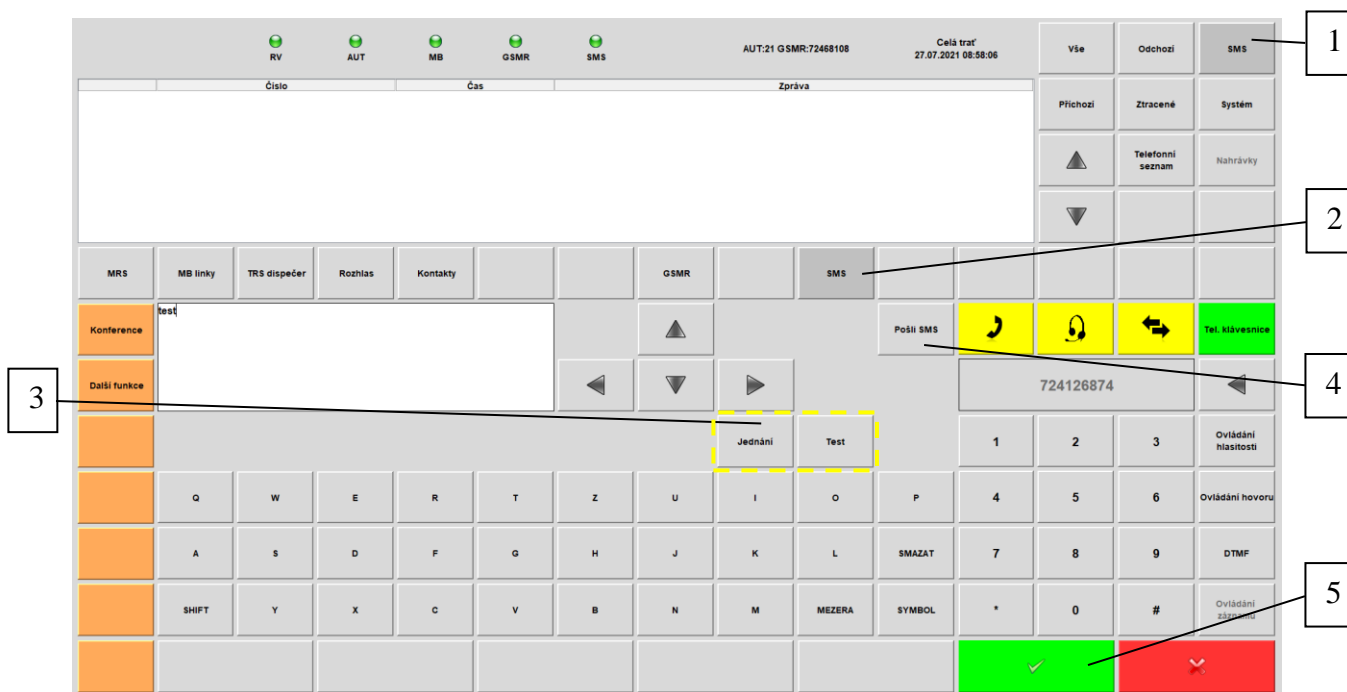 RV AUT MB GSMR SMS
AUT:21 GSMR:72468108
Celá trať
27.07.2021 08:58:06
Vše Odchozí SMS
1
Číslo Čas Zpráva
Příchozí Ztracené Systém
Telefonní
seznam
Nahrávky
2
MRS MB linky TRS dispečer Rozhlas Kontakty GSMR SMS
Konference
test
Pošli SMS
Tel. klávesnice
Další funkce
724126874
3
4
Jednání Test
1 2 3
Ovládání
hlasitosti
Q W E R T Z U I O P 4 5 6 Ovládání hovoru
A S D F G H J K L SMAZAT 7 8 9 DTMF
SHIFT Y X C V B N M MEZERA SYMBOL * 0 #
Ovládání
záznamu
5